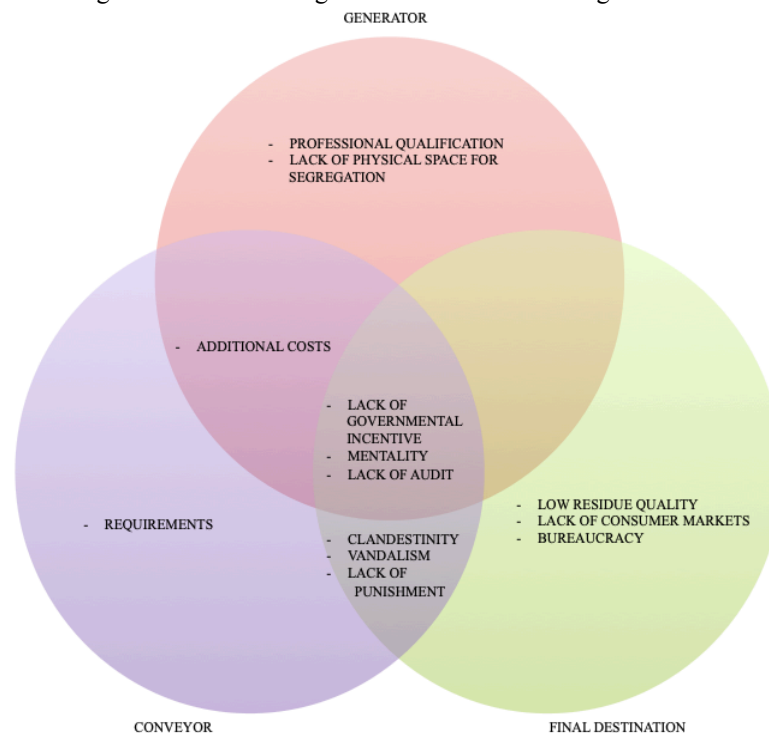 GENERATOR
- PROFESSIONAL QUALIFICATION
- LACK OF PHYSICAL SPACE FOR
SEGREGATION
- ADDITIONAL COSTS
- LACK OF
GOVERNMENTAL
INCENTIVE
- MENTALITY
- LACK OF AUDIT
- REQUIREMENTS
- CLANDESTINITY
- VANDALISM
- LACK OF
PUNISHMENT
- LOW RESIDUE QUALITY
- LACK OF CONSUMER MARKETS
- BUREAUCRACY
CONVEYOR
FINAL DESTINATION